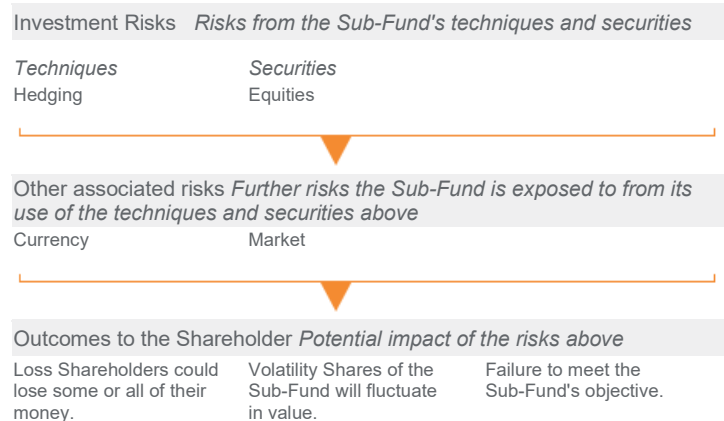 Investment Risks Risks from the Sub-Fund's techniques and securities
Techniques Securities
Hedging Equities
Other associated risks Further risks the Sub-Fund is exposed to from its
use of the techniques and securities above
Currency Market
Outcomes to the Shareholder Potential impact of the risks above
Loss Shareholders could
lose some or all of their
money.
Volatility Shares of the
Sub-Fund will fluctuate
in value.
Failure to meet the
Sub-Fund's objective.